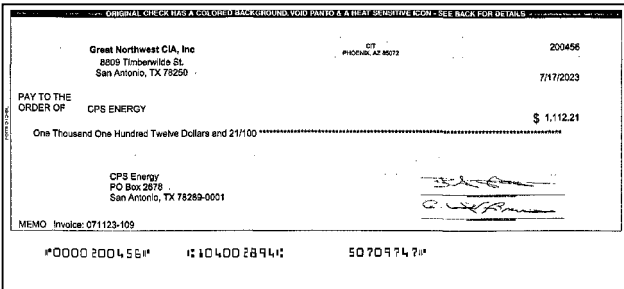 ORIGINAL CHECK HAS A COLORED BACKGROUND, VOID PANTO & A HEAT SENSITIVE ICON - SEE BACK FOR DETAILS
Great Northwest CIA, Inc
8809 Timberwilde St.
San Antonio, TX 78250
CIT
PHOENIX, AZ 85072
200456
7/17/2023
PAY TO THE
ORDER OF CPS ENERGY
$ 1,112.21
One Thousand One Hundred Twelve Dollars and 21/100 ****
CPS Energy
PO Box 2678
San Antonio, TX 78289-0001
MEMO Invoice: 071123-109
⑈0000200456⑈ ⑆104002894⑆ 50709747⑈